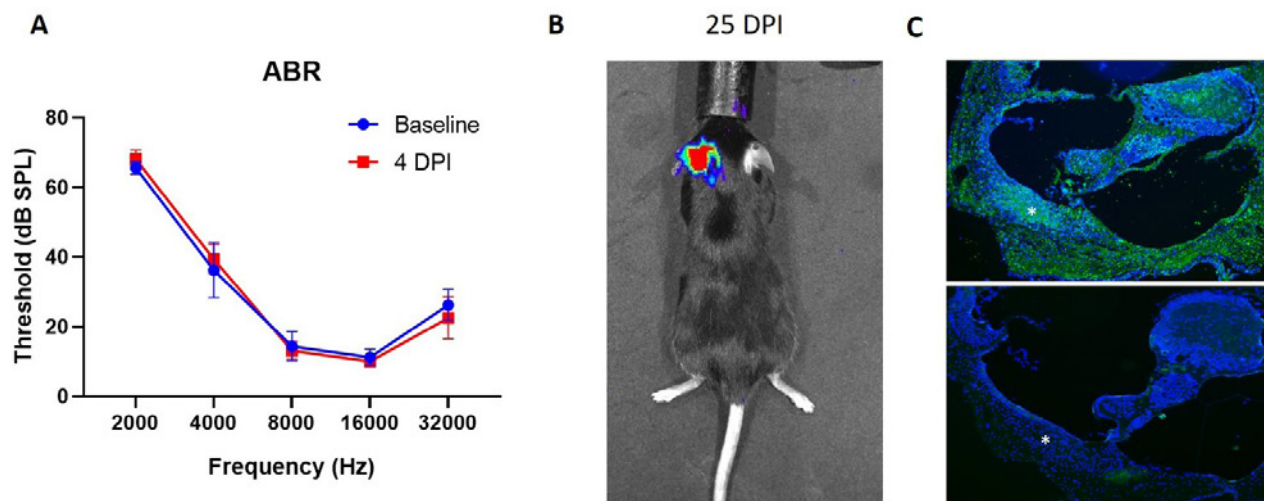 A
ABR
Threshold (dB SPL)
80
60
40
20
0
Baseline
4 DPI
2000
4000
8000
16000
32000
Frequency (Hz)
B
25 DPI
C
*
*